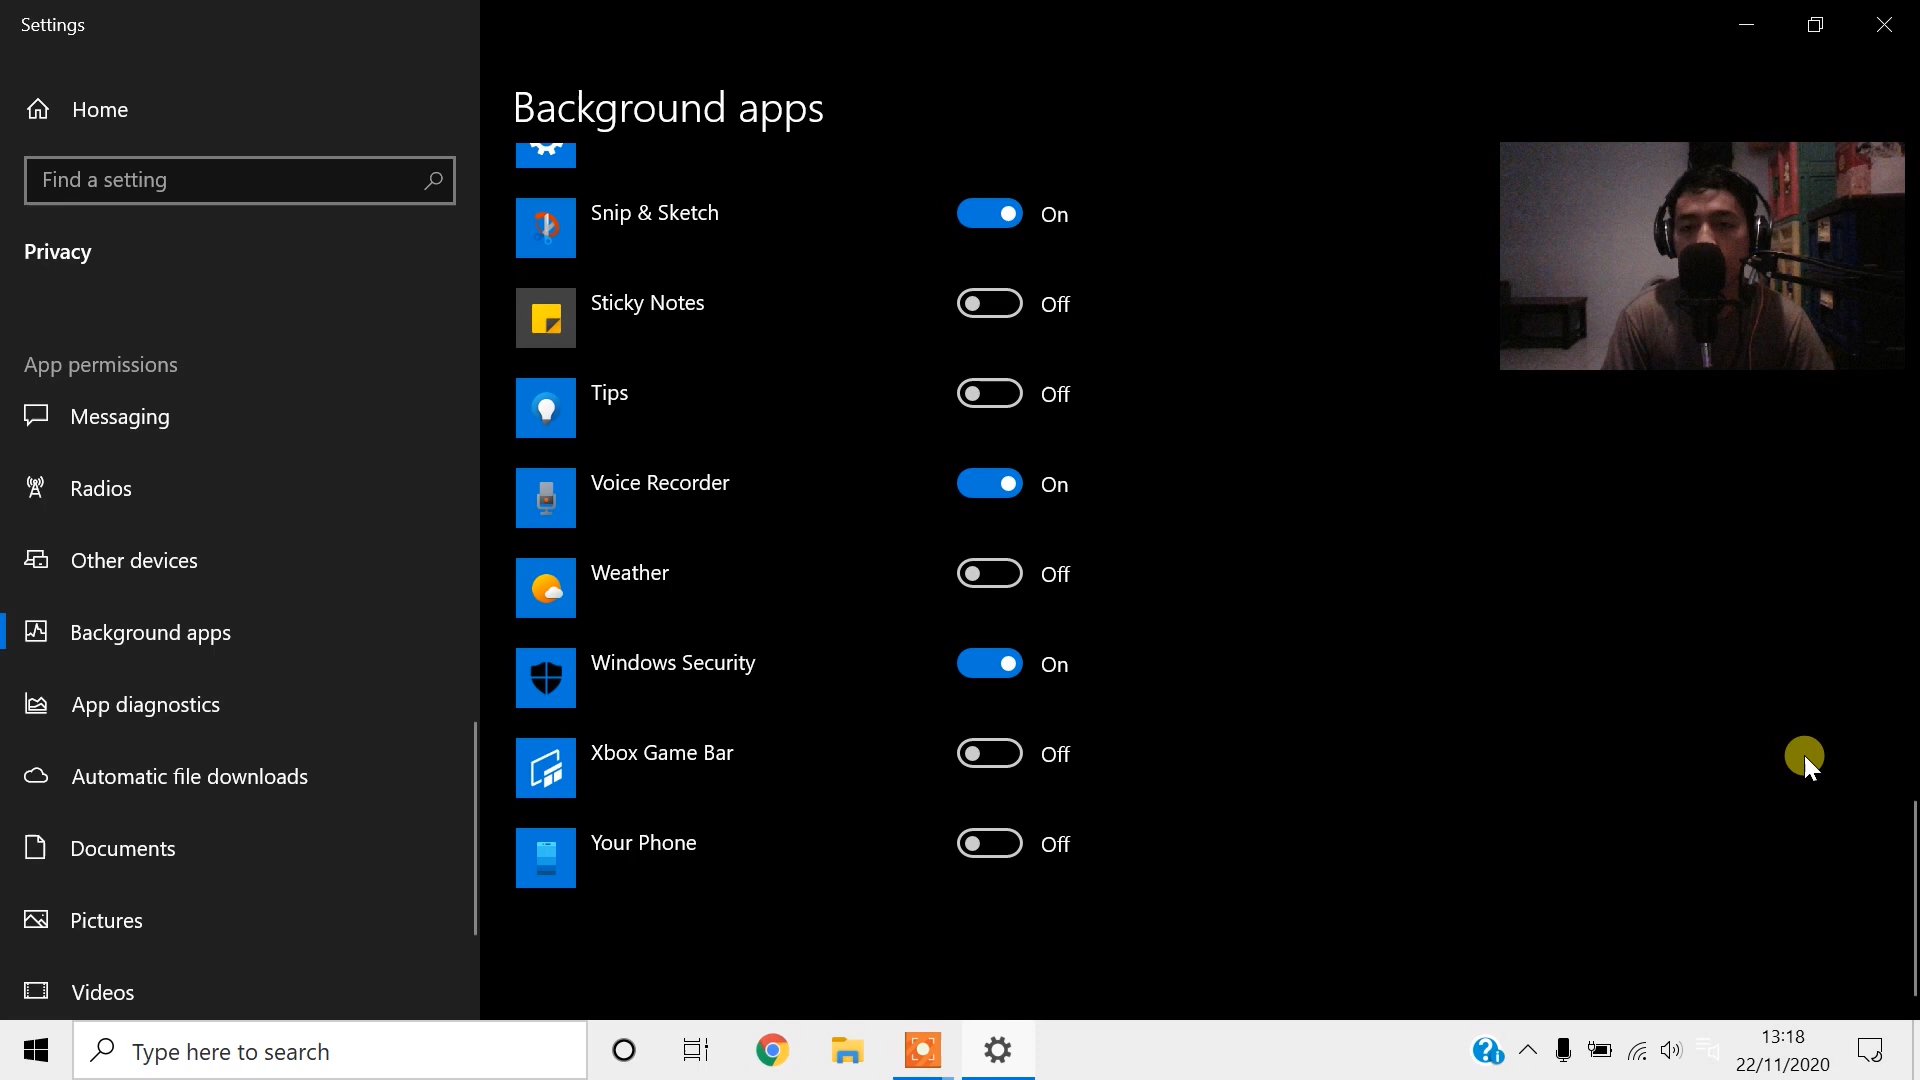 Settings
Home
Find a setting
Privacy
App permissions
Messaging
Radios
Other devices
Background apps
App diagnostics
Automatic file downloads
Documents
Pictures
Videos
Background apps
Snip & Sketch On
Sticky Notes Off
Tips Off
Voice Recorder On
Weather Off
Windows Security On
Xbox Game Bar Off
Your Phone Off
Type here to search
13:18
22/11/2020